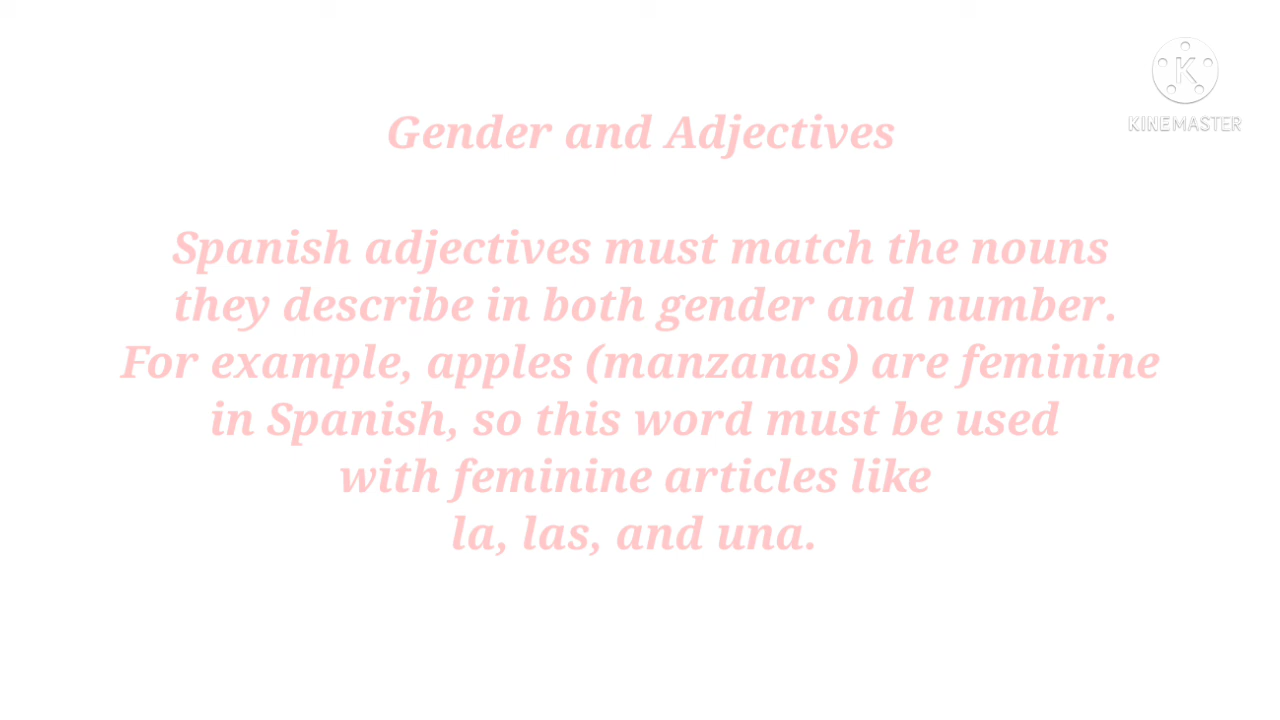 KINEMASTER
Gender and Adjectives
Spanish adjectives must match the nouns
they describe in both gender and number.
For example, apples (manzanas) are feminine
in Spanish, so this word must be used
with feminine articles like
la, las, and una.